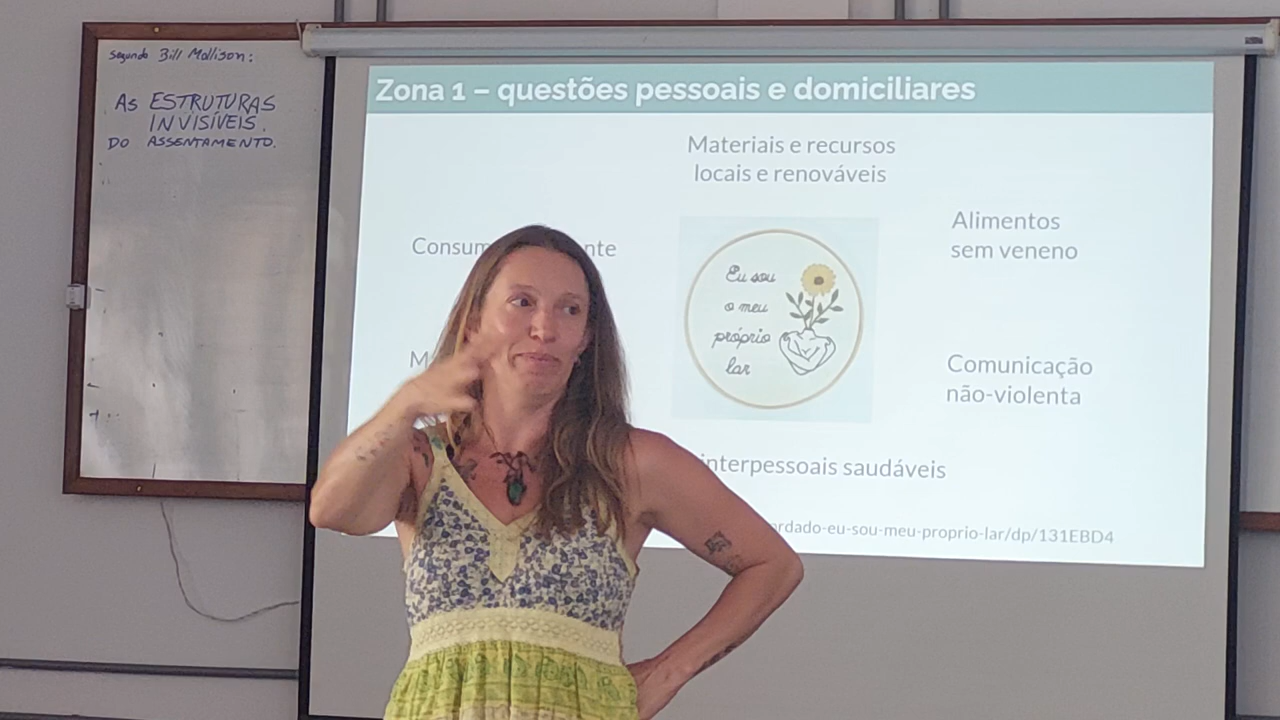 segundo Bill Mollison:
AS ESTRUTURAS
INVISÍVEIS
DO ASSENTAMENTO.
Zona 1 – questões pessoais e domiciliares
Materiais e recursos
locais e renováveis
Alimentos
sem veneno
Eu sou
o meu
próprio
lar
Comunicação
não-violenta
interpessoais saudáveis
rdado-eu-sou-meu-proprio-lar/dp/131EBD4